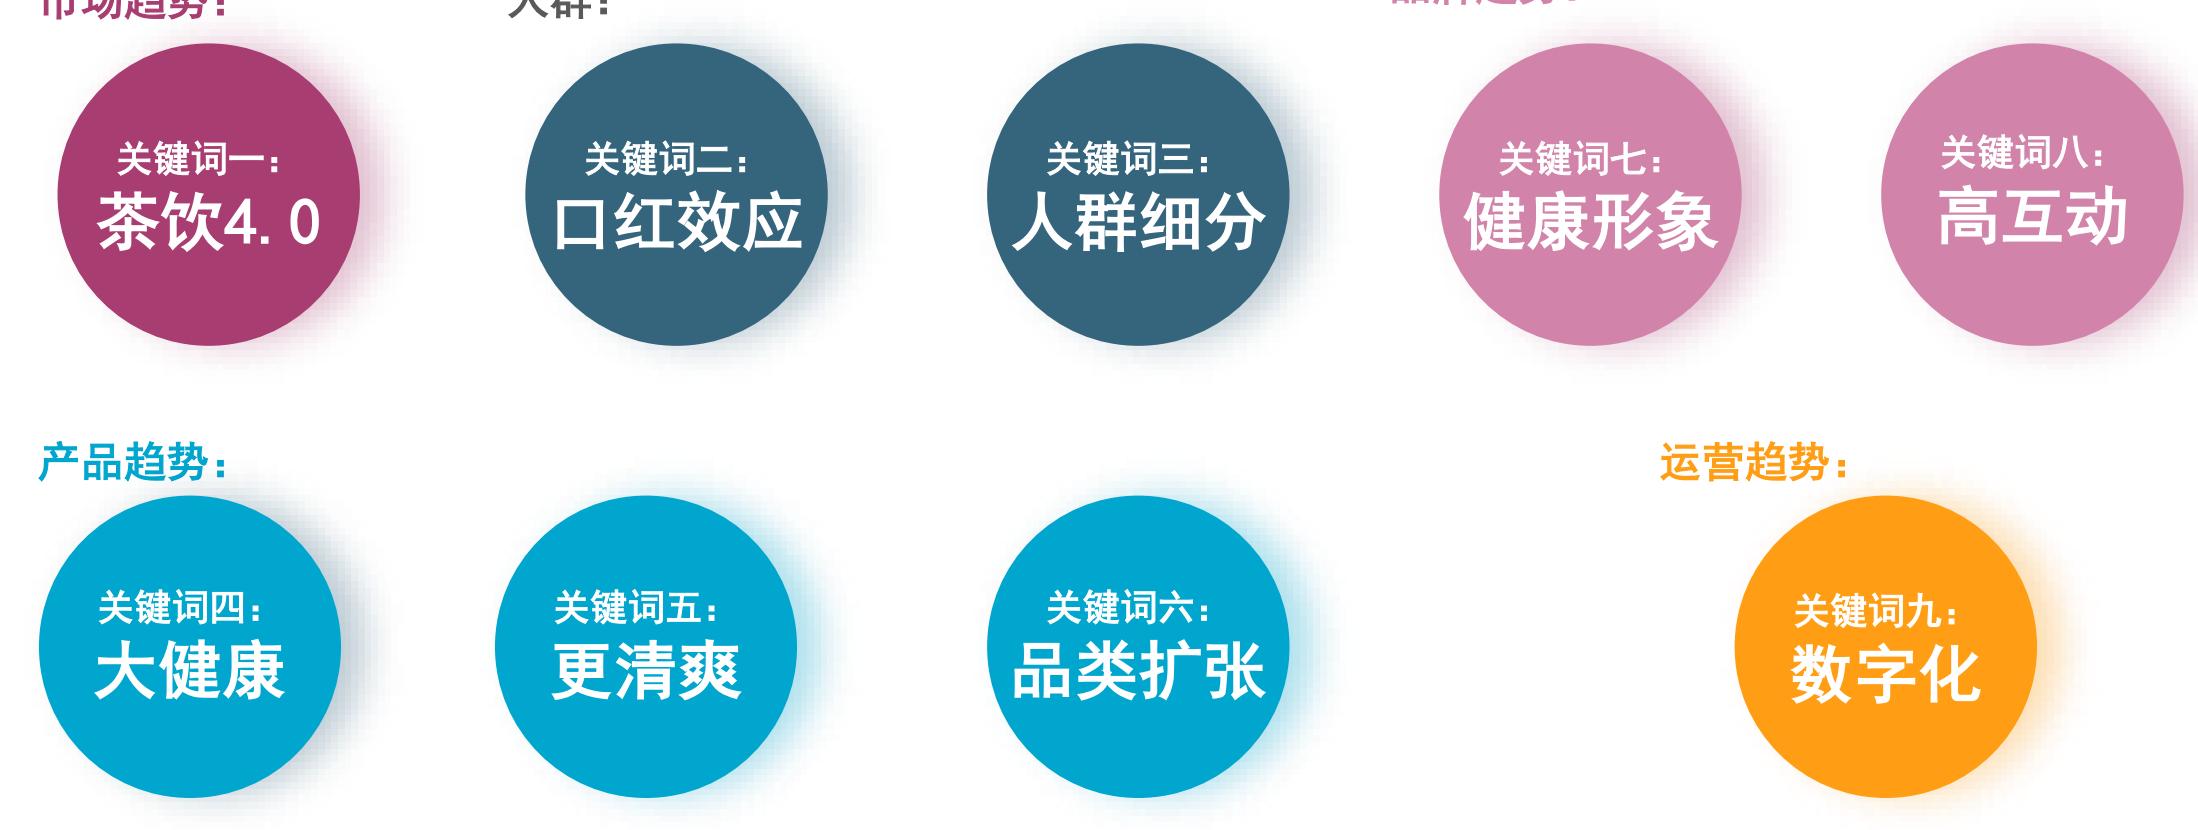 市场趋势：
人群：
品牌趋势：
关键词一：
茶饮4.0
关键词二：
口红效应
关键词三：
人群细分
关键词七：
健康形象
关键词八：
高互动
产品趋势：
运营趋势：
关键词四：
大健康
关键词五：
更清爽
关键词六：
品类扩张
关键词九：
数字化